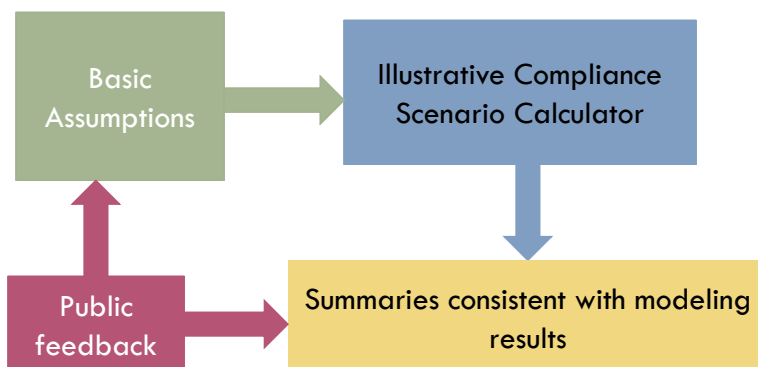 Basic
Assumptions
Illustrative Compliance
Scenario Calculator
Public
feedback
Summaries consistent with modeling
results